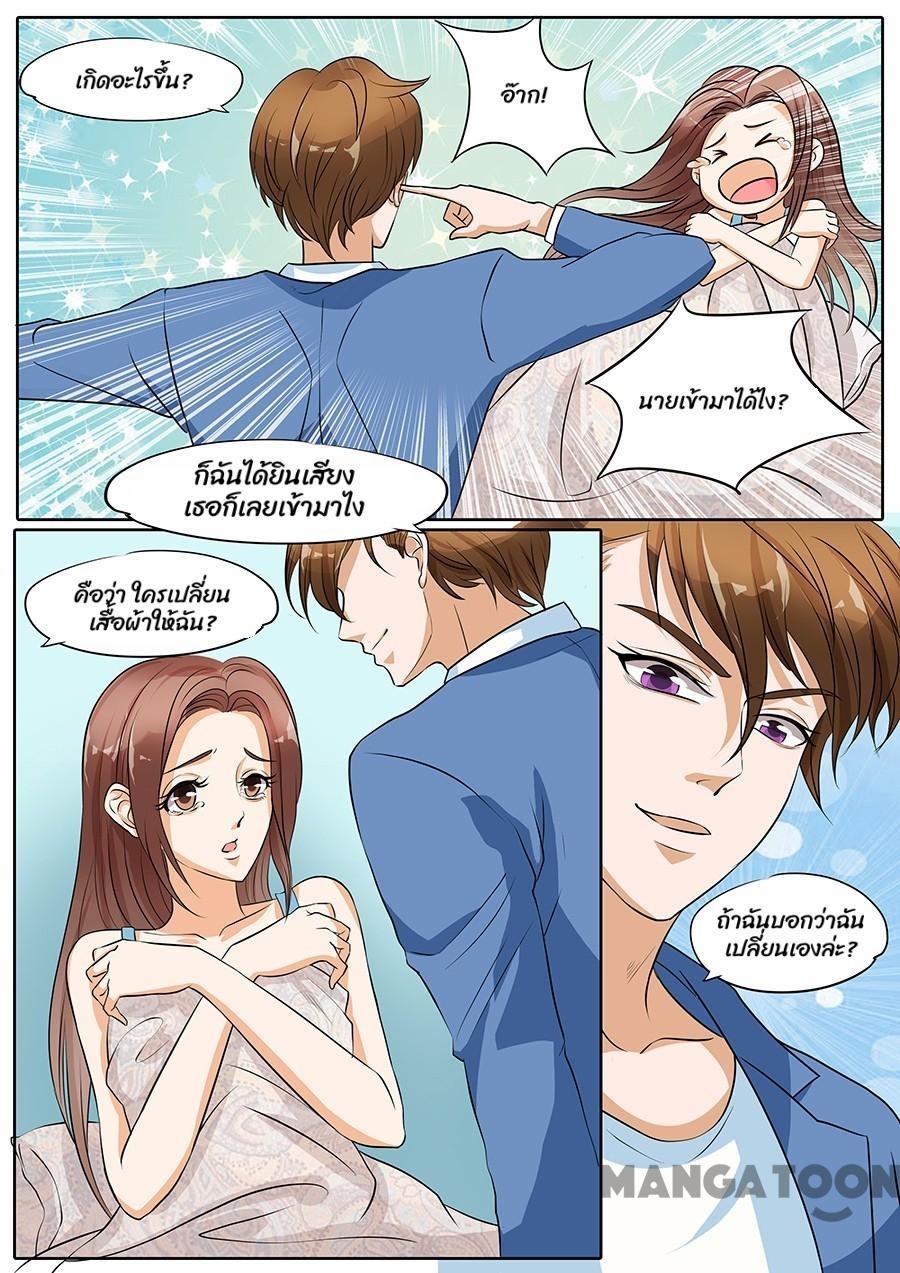 เกิดอะไรขึ้น?
อ๊าก!
นายเข้ามาได้ไง?
ก็ฉันได้ยินเสียง
เธอก็เลยเข้ามาไง
คือว่า ใครเปลี่ยน
เสื้อผ้าให้ฉัน?
ถ้าฉันบอกว่าฉัน
เปลี่ยนเองล่ะ?
MANGATOON